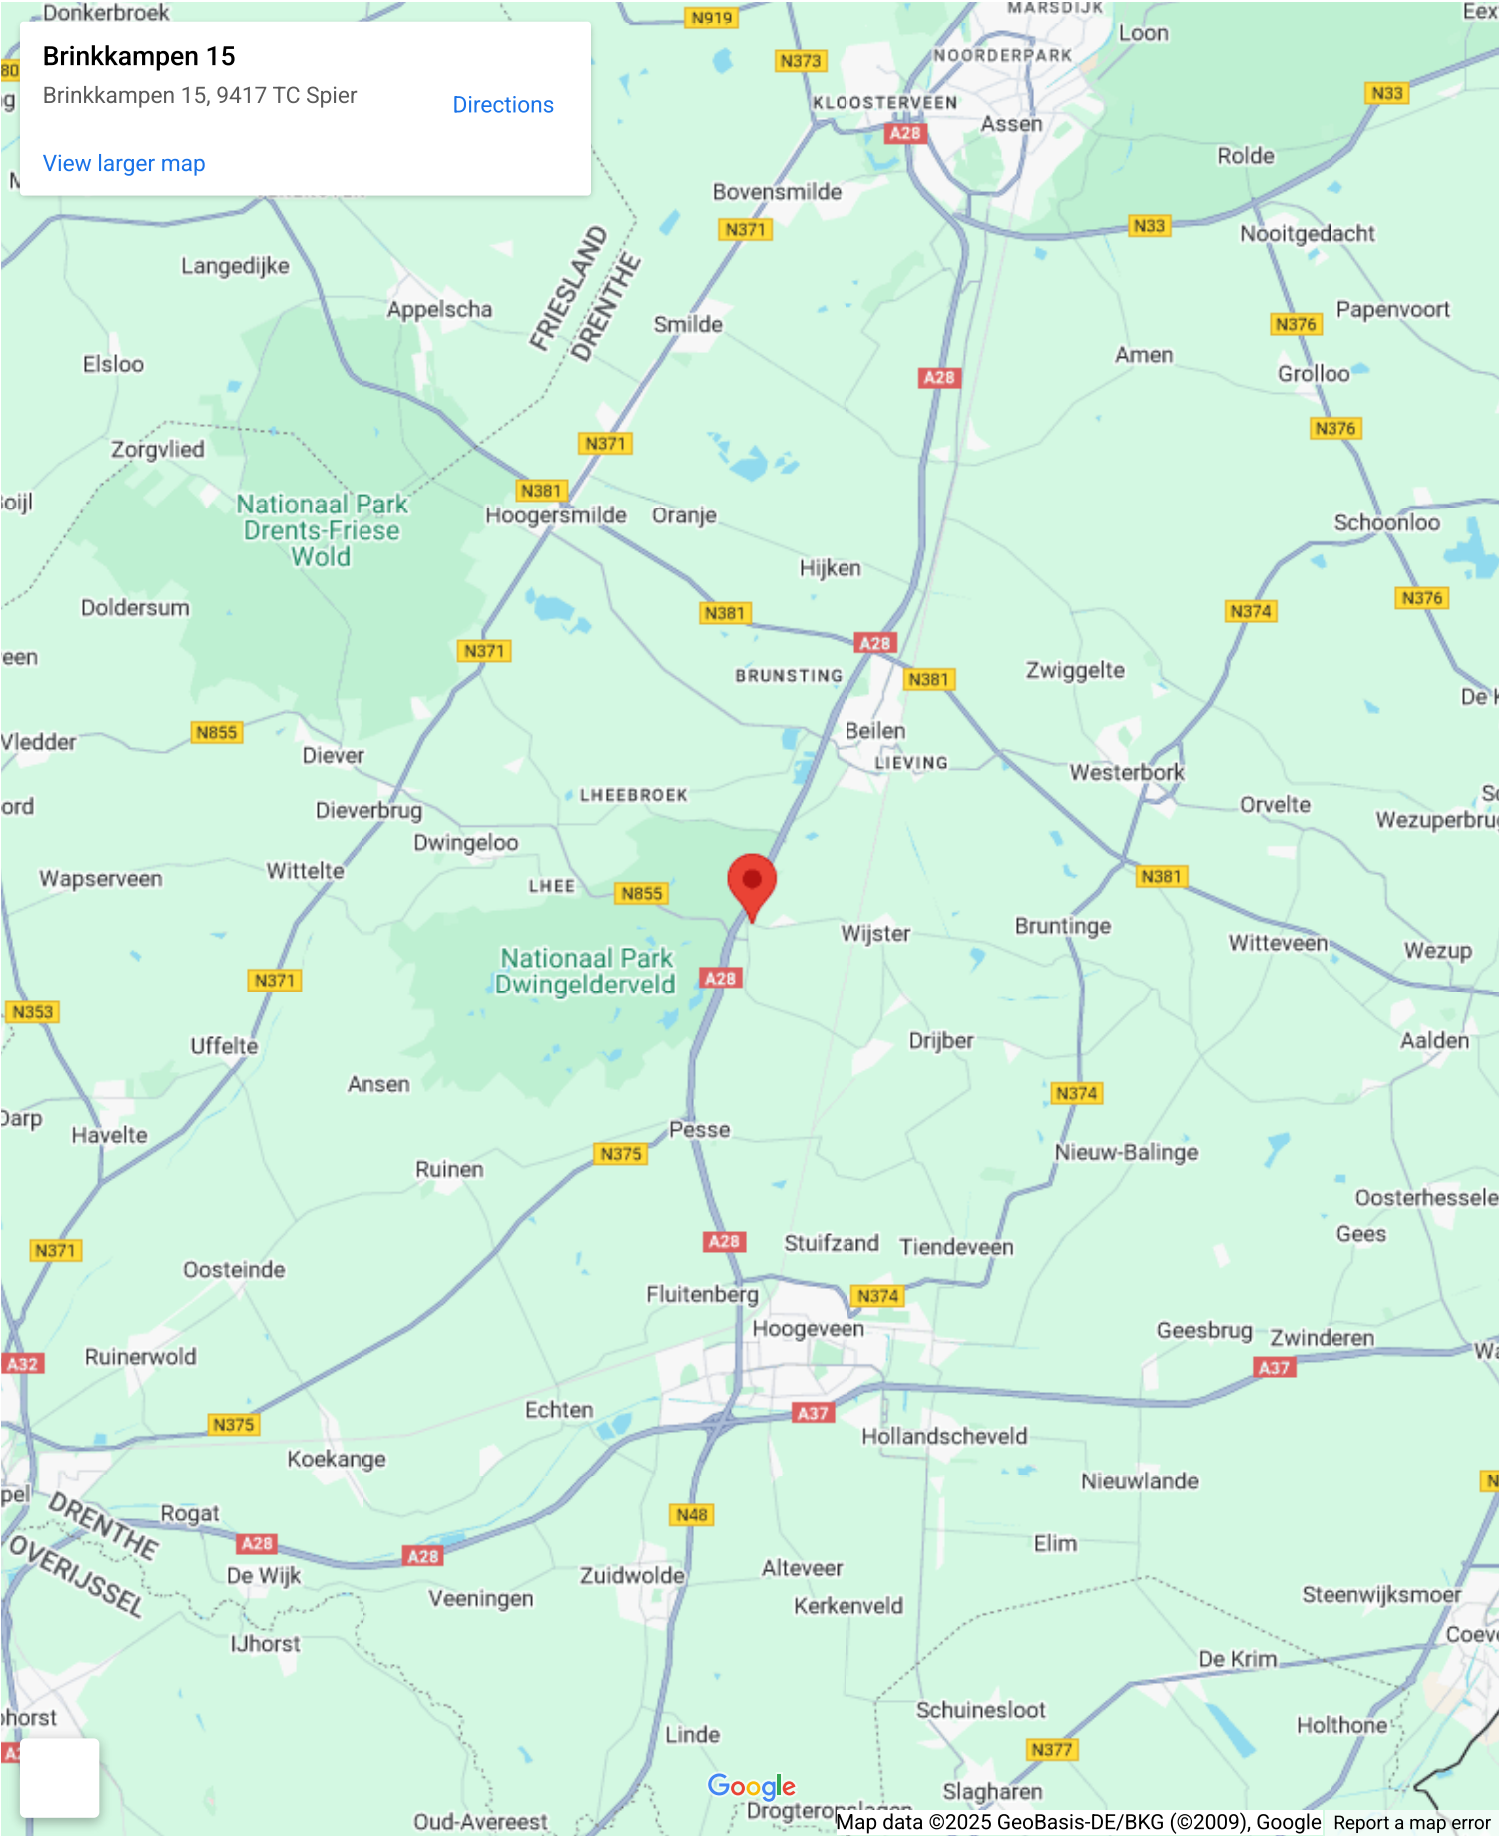 Donkerbroek
N919
MARSDIJK
Loon
Brinkkampen 15
Brinkkampen 15, 9417 TC Spier
Directions
View larger map
N373
NOORDERPARK
KLOOSTERVEEN
N33
A28
Assen
Rolde
Bovensmilde
N371
N33
Nooitgedacht
Langedijke
FRIESLAND
DRENTHE
Appelscha
Smilde
N376
Papenvoort
Elsloo
Amen
A28
Grolloo
Zorgvlied
N371
N376
Nationaal Park
Drents-Friese
Wold
N381
Hoogersmilde
Oranje
Schoonloo
Hijken
Doldersum
N381
N374
N376
N371
A28
BRUNSTING
N381
Zwiggelte
N855
Vledder
Diever
Beilen
LIEVING
Westerbork
LHEEBROEK
Orvelte
Dieverbrug
Dwingeloo
Wapserveen
Wittelte
LHEE
N855
N381
Wijster
Bruntinge
Witteveen
Wezup
Nationaal Park
Dwingelderveld
A28
N371
N353
Uffelte
Drijber
Aalden
Ansen
N374
Darp
Havelte
Pesse
N375
Ruinen
Nieuw-Balinge
N371
A28
Stuifzand
Tiendeveen
Gees
Oosteinde
Fluitenberg
N374
Hoogeveen
Geesbrug
Zwinderen
A32
Ruinerwold
A37
N375
Echten
A37
Hollandscheveld
Koekange
Nieuwlande
DRENTHE
OVERIJSSEL
Rogat
N48
A28
A28
Elim
De Wijk
Veeningen
Zuidwolde
Alteveer
Kerkenveld
Steenwijksmoer
IJhorst
De Krim
Schuinesloot
Holthone
Linde
N377
Google
Slagharen
Oud-Avereest
Map data ©2025 GeoBasis-DE/BKG (©2009), Google
Report a map error